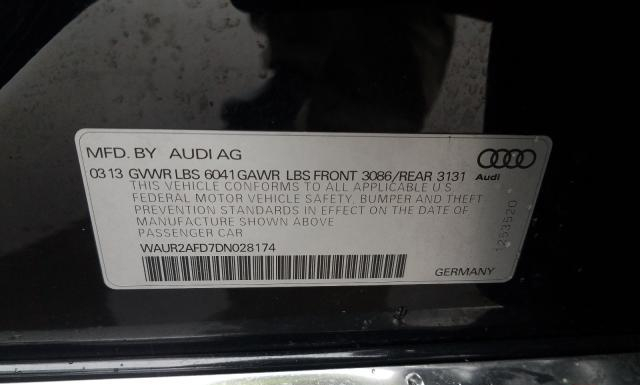 MFD. BY AUDI AG
0313 GVWR LBS 6041 GAWR LBS FRONT 3086/REAR 3131
Audi
THIS VEHICLE CONFORMS TO ALL APPLICABLE U.S
FEDERAL MOTOR VEHICLE SAFETY, BUMPER AND THEFT
PREVENTION STANDARDS IN EFFECT ON THE DATE OF
MANUFACTURE SHOWN ABOVE
PASSENGER CAR
WAUR2AFD7DN028174
GERMANY
1253520